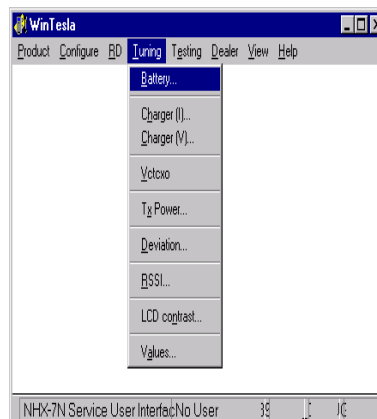 WinTesla
Product Configure RD Tuning Testing Dealer View Help
Battery...
Charger (I)...
Charger (V)...
Vctcxo
Tx Power...
Deviation...
RSSI...
LCD contrast...
Values...
NHX-7N Service User Interfac No User